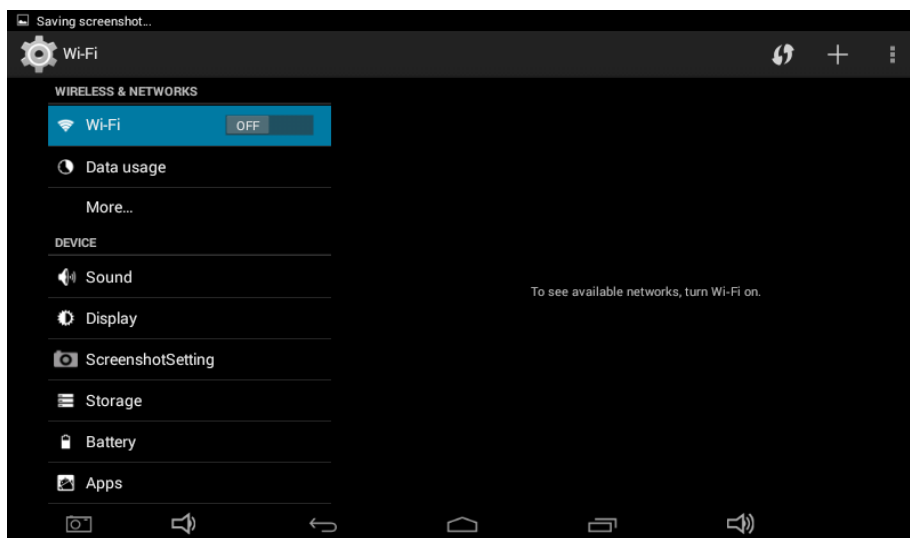 Saving screenshot...
Wi-Fi
WIRELESS & NETWORKS
Wi-Fi OFF
Data usage
More...
DEVICE
Sound
Display
ScreenshotSetting
Storage
Battery
Apps
To see available networks, turn Wi-Fi on.